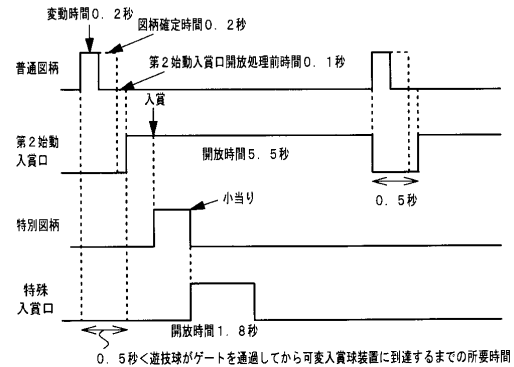 変動時間０．２秒
図柄確定時間０．２秒
普通図柄
第２始動入賞口開放処理前時間０．１秒
入賞
第２始動
入賞口
開放時間５．５秒
０．５秒
小当り
特別図柄
特殊
入賞口
開放時間１．８秒
０．５秒＜遊技球がゲートを通過してから可変入賞球装置に到達するまでの所要時間